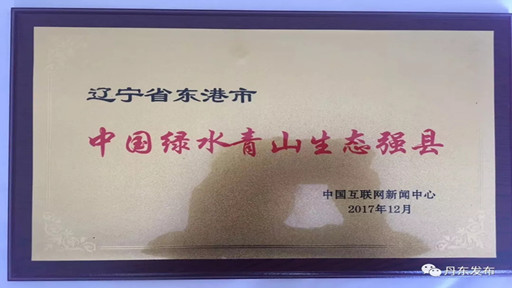 辽宁省东港市
中国绿水青山生态强县
中国互联网新闻中心
2017年12月
丹东发布